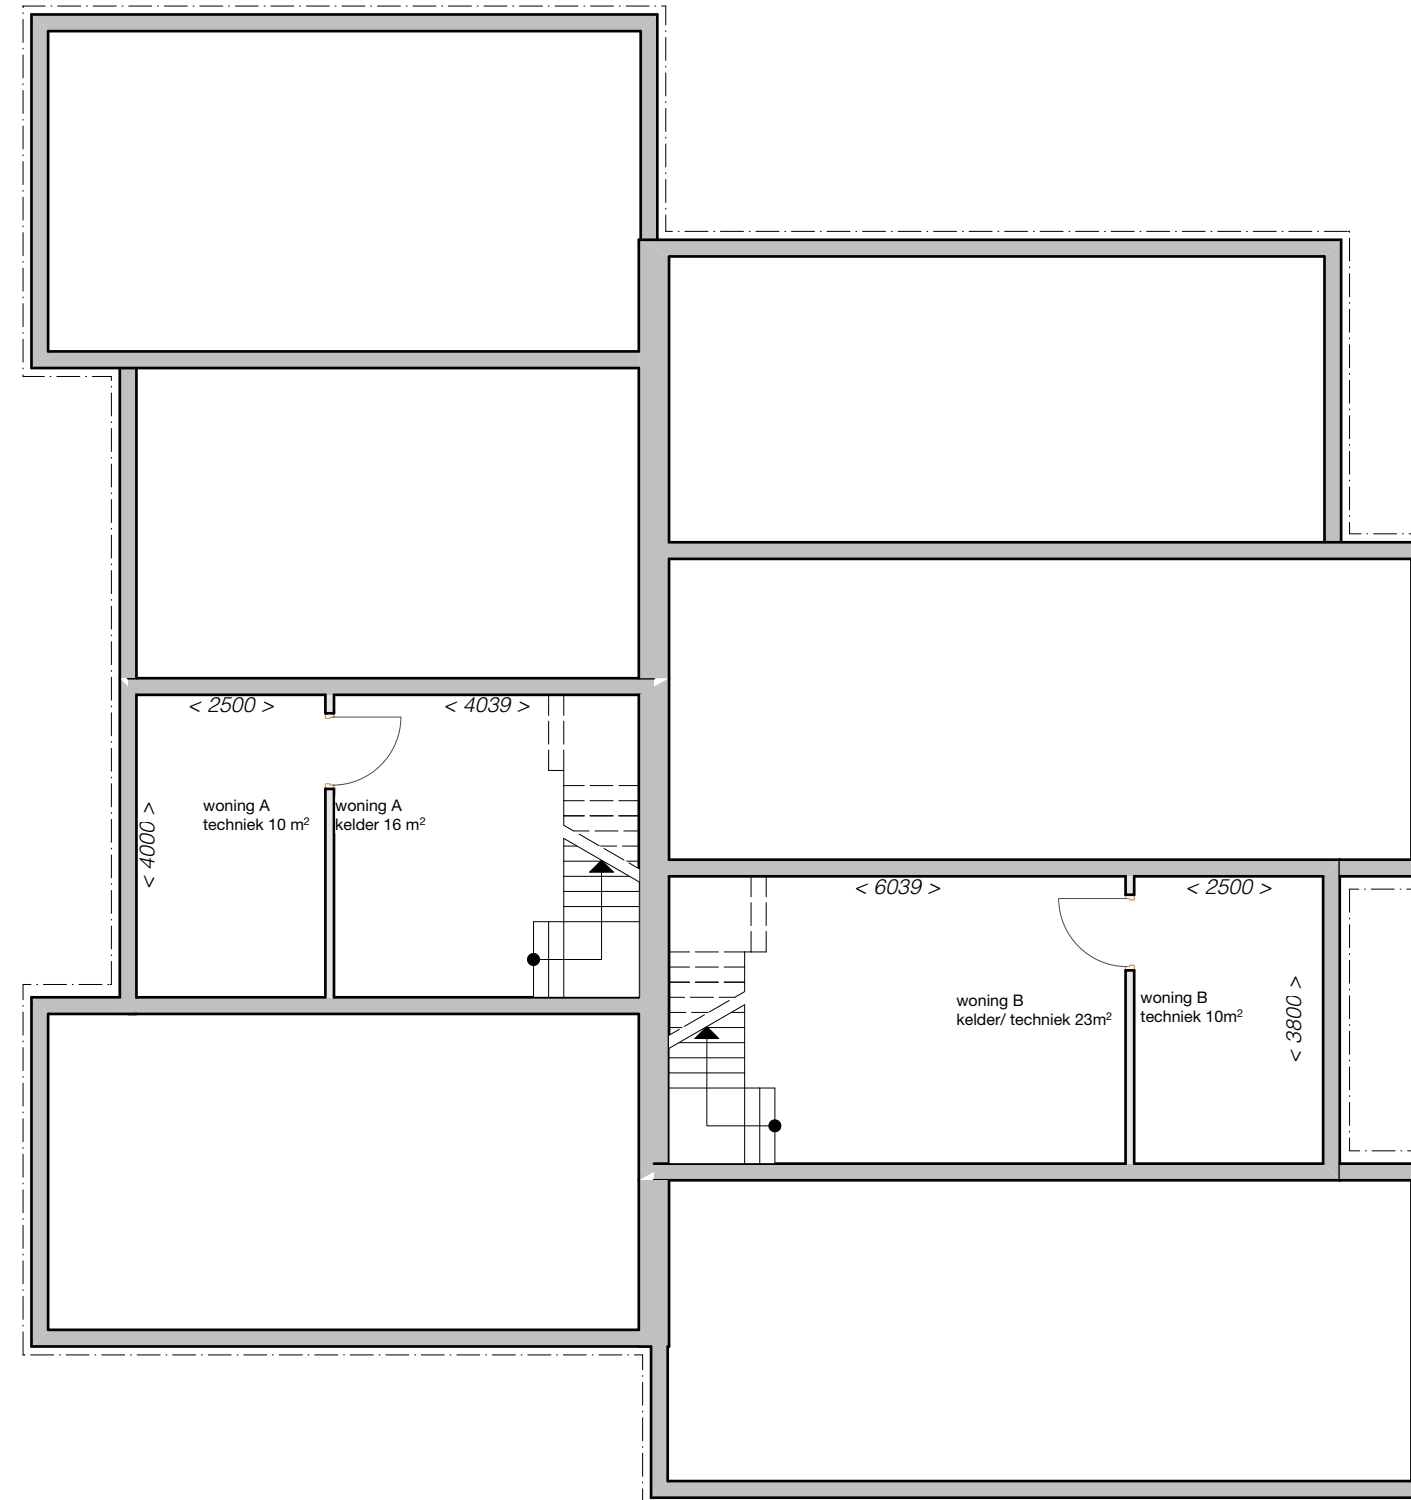 < 2500 >
< 4039 >
< 4000 >
woning A
techniek 10 m²
woning A
kelder 16 m²
< 6039 >
< 2500 >
woning B
kelder/ techniek 23m²
woning B
techniek 10m²
< 3800 >